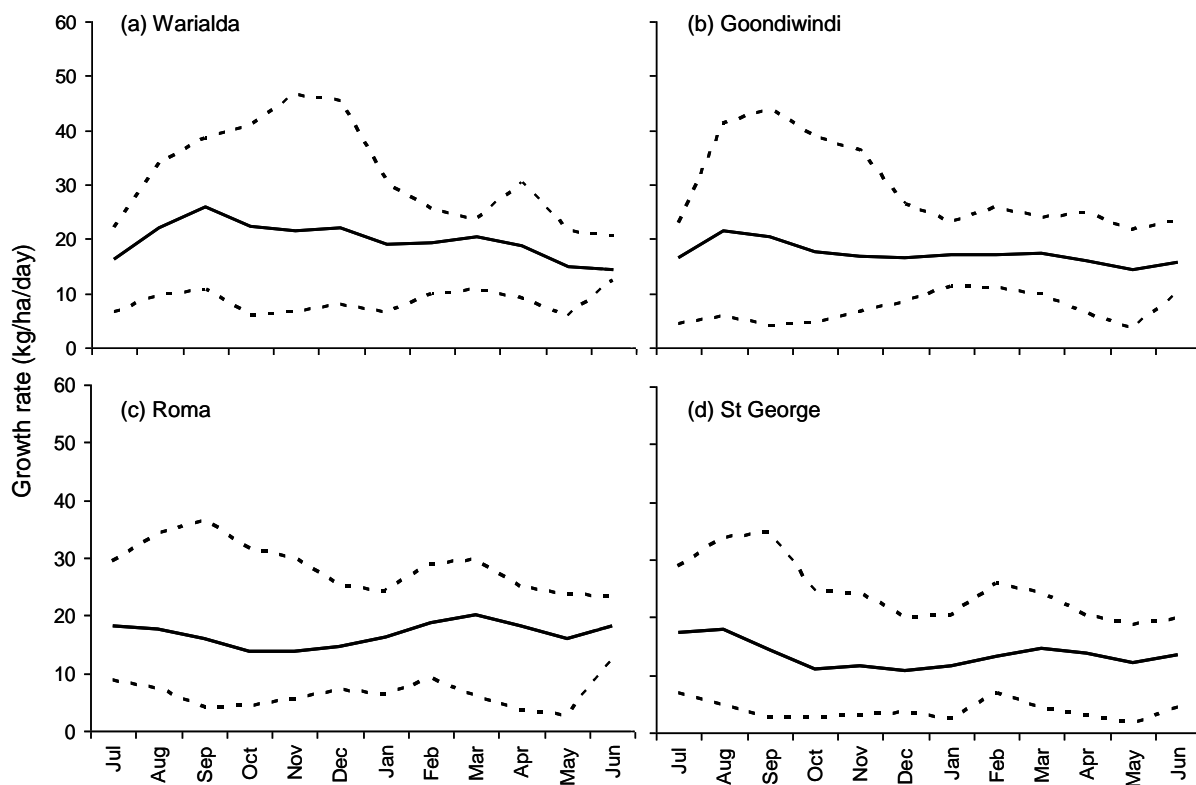 (a) Warialda
(b) Goondiwindi
60
50
40
30
20
10
0
Growth rate (kg/ha/day)
(c) Roma
(d) St George
60
50
40
30
20
10
0
Jul Aug Sep Oct Nov Dec Jan Feb Mar Apr May Jun
Jul Aug Sep Oct Nov Dec Jan Feb Mar Apr May Jun